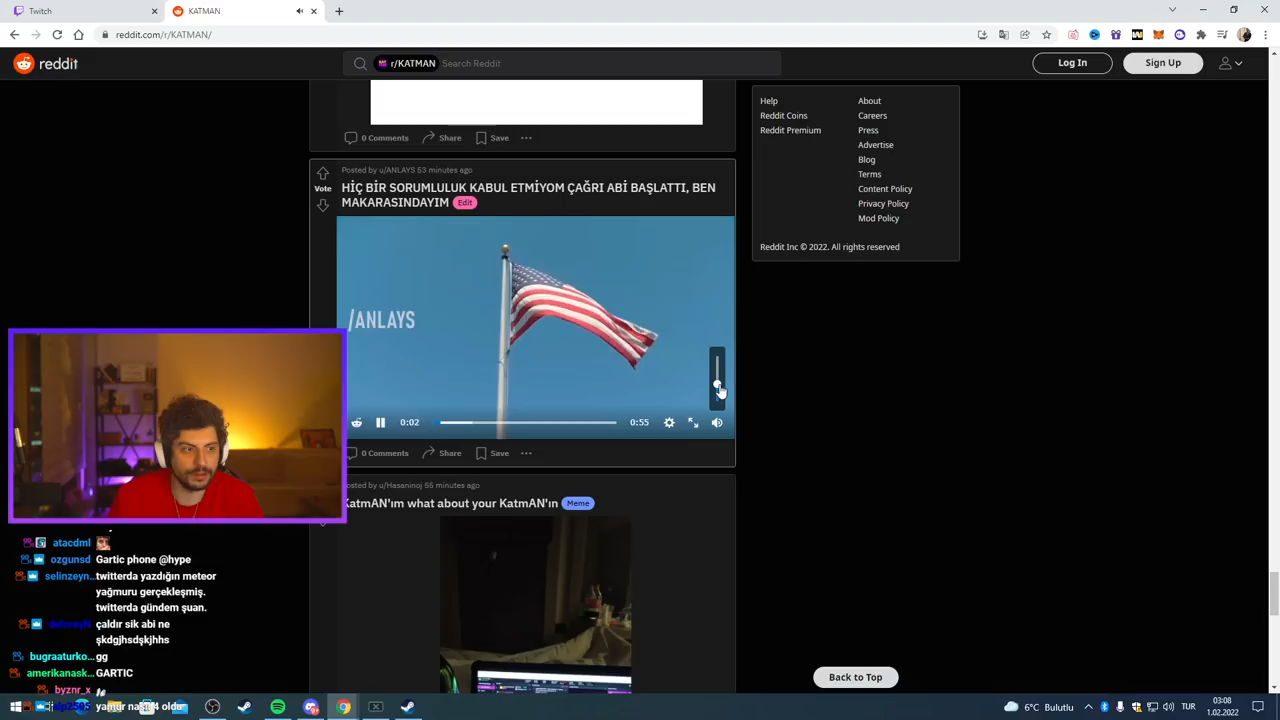 Twitch
KATMAN
reddit.com/r/KATMAN/
reddit
r/KATMAN
Search Reddit
Log In
Sign Up
0 Comments
Share
Save
Help
About
Reddit Coins
Careers
Reddit Premium
Press
Advertise
Blog
Terms
Content Policy
Privacy Policy
Mod Policy
Reddit Inc © 2022. All rights reserved
Posted by u/ANLAYS 53 minutes ago
Vote
HİÇ BİR SORUMLULUK KABUL ETMİYOM ÇAĞRI ABİ BAŞLATTI, BEN
MAKARASINDAYIM
Edit
/ANLAYS
0:02
0:55
0 Comments
Share
Save
osted by u/Hasaninoj 55 minutes ago
KatmAN'ım what about your KatmAN'ın
Meme
atacdml
ozgunsd Gartic phone @hype
selinzeyn... twitterda yazdığın meteor
yağmuru gerçekleşmiş.
twitterda gündem şuan.
çaldır sik abi ne
şkdgjhsdşkjhhs
bugraaturko... gg
amerikanask... GARTIC
byznr_x
yamur nasıl4 oldu
Back to Top
6°C Bulutlu
TUR
03:08
1.02.2022